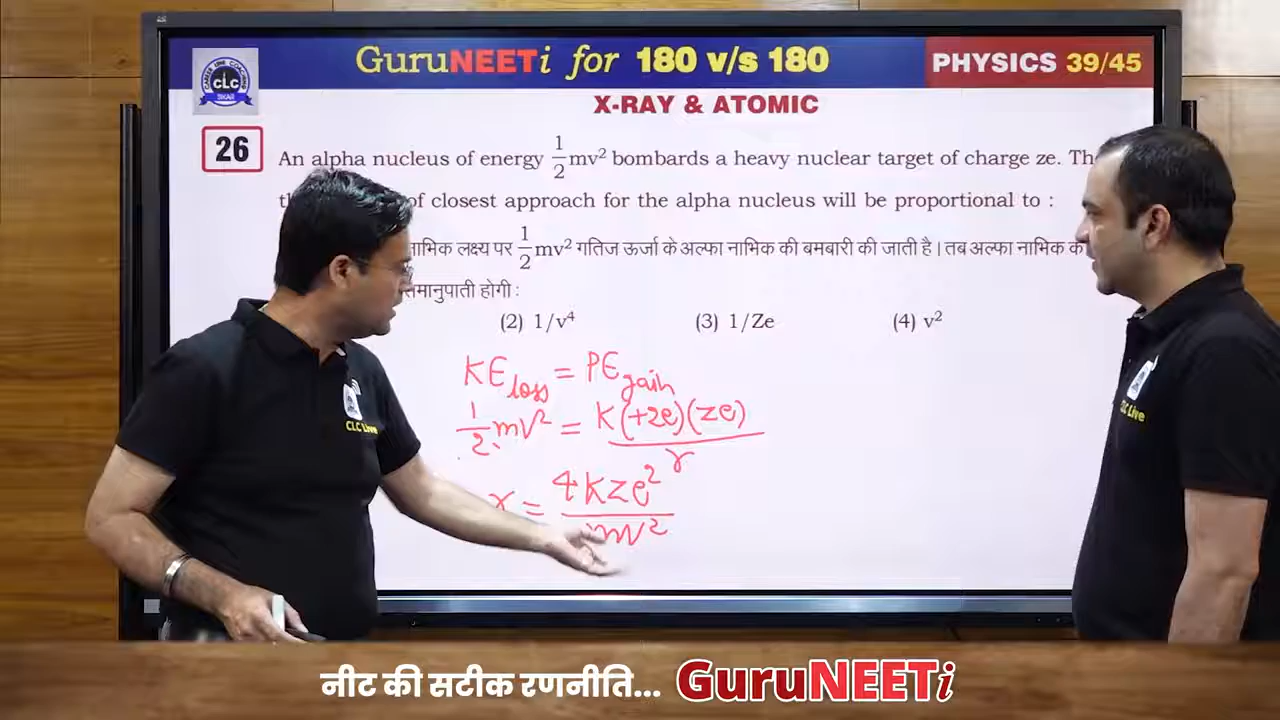 GuruNEETi for 180 v/s 180
PHYSICS 39/45
CLC
SIKAR
X-RAY & ATOMIC
26
An alpha nucleus of energy 1/2 mv² bombards a heavy nuclear target of charge ze.
of closest approach for the alpha nucleus will be proportional to :
नाभिक लक्ष्य पर 1/2 mv² गतिज ऊर्जा के अल्फा नाभिक की बमबारी की जाती है। तब अल्फा नाभिक
समानुपाती होगी :
(2) 1/v⁴ (3) 1/Ze (4) v²
KE loss = PE gain
1/2 mv² = K(+2e)(ze)/r
r = 4Kze²/mv²
CLC Live
CLC Live
नीट की सटीक रणनीति... GuruNEETi